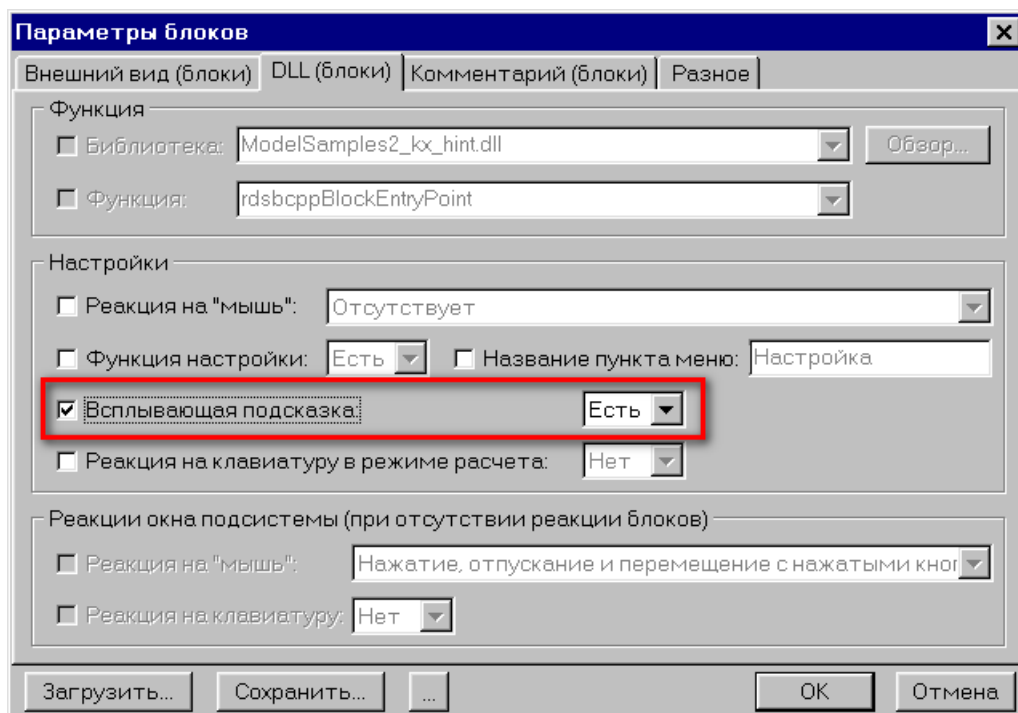 Параметры блоков
Внешний вид (блоки) DLL (блоки) Комментарий (блоки) Разное
Функция
Библиотека: ModelSamples2_kx_hint.dll Обзор...
Функция: rdsbcppBlockEntryPoint
Настройки
Реакция на "мышь": Отсутствует
Функция настройки: Есть Название пункта меню: Настройка
Всплывающая подсказка: Есть
Реакция на клавиатуру в режиме расчета: Нет
Реакции окна подсистемы (при отсутствии реакции блоков)
Реакция на "мышь": Нажатие, отпускание и перемещение с нажатыми кноп
Реакция на клавиатуру: Нет
Загрузить... Сохранить... ... OK Отмена